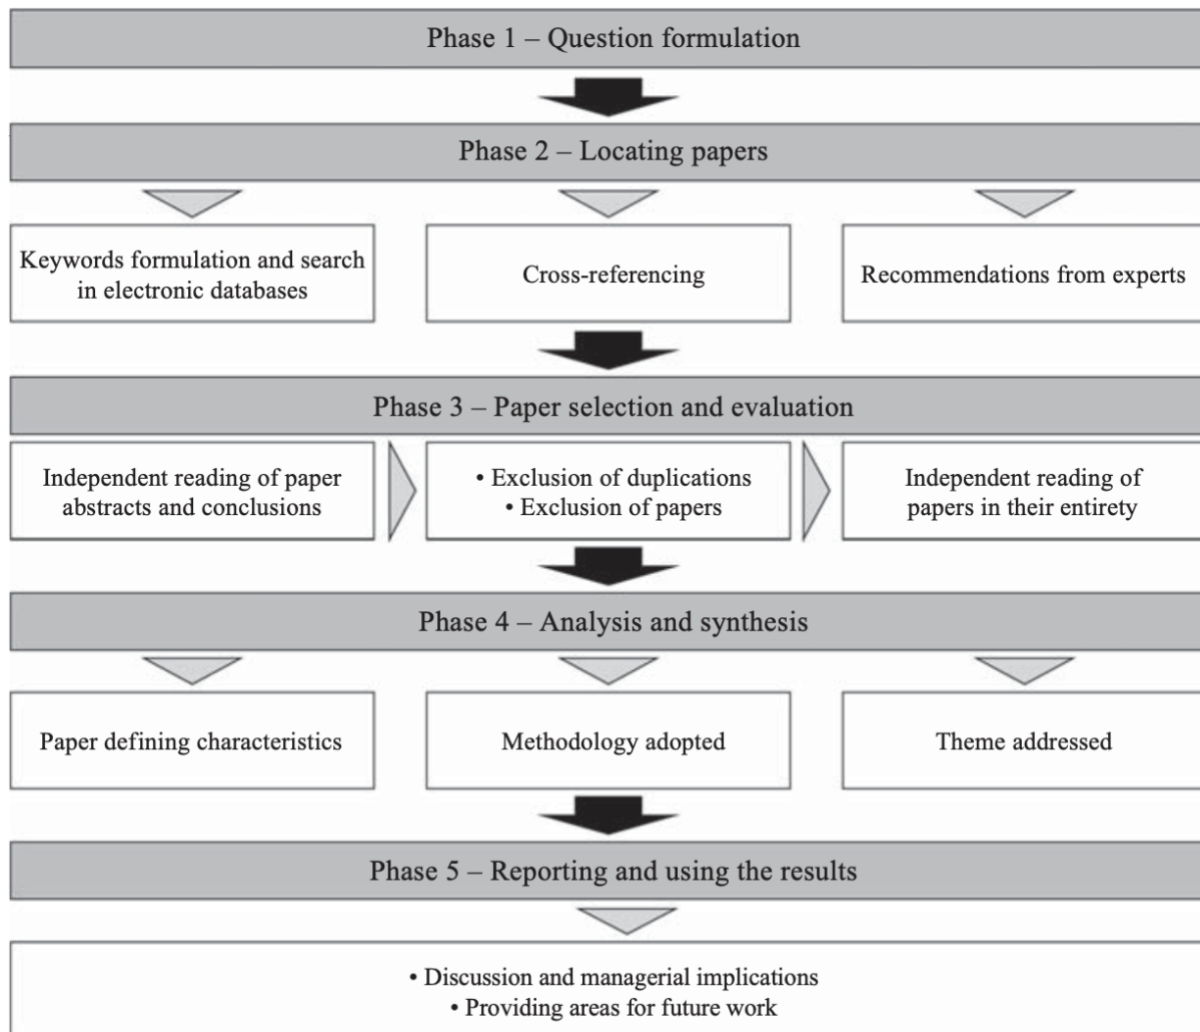 Phase 1 – Question formulation
Phase 2 – Locating papers
Keywords formulation and search
in electronic databases
Cross-referencing
Recommendations from experts
Phase 3 – Paper selection and evaluation
Independent reading of paper
abstracts and conclusions
• Exclusion of duplications
• Exclusion of papers
Independent reading of
papers in their entirety
Phase 4 – Analysis and synthesis
Paper defining characteristics
Methodology adopted
Theme addressed
Phase 5 – Reporting and using the results
• Discussion and managerial implications
• Providing areas for future work